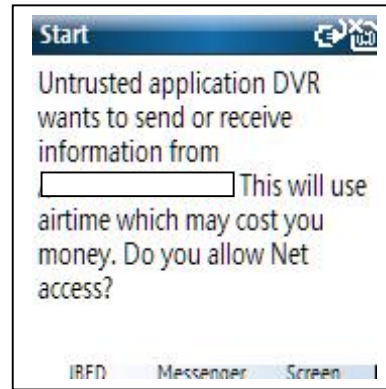 Start
Untrusted application DVR
wants to send or receive
information from
This will use
airtime which may cost you
money. Do you allow Net
access?
Messenger Screen